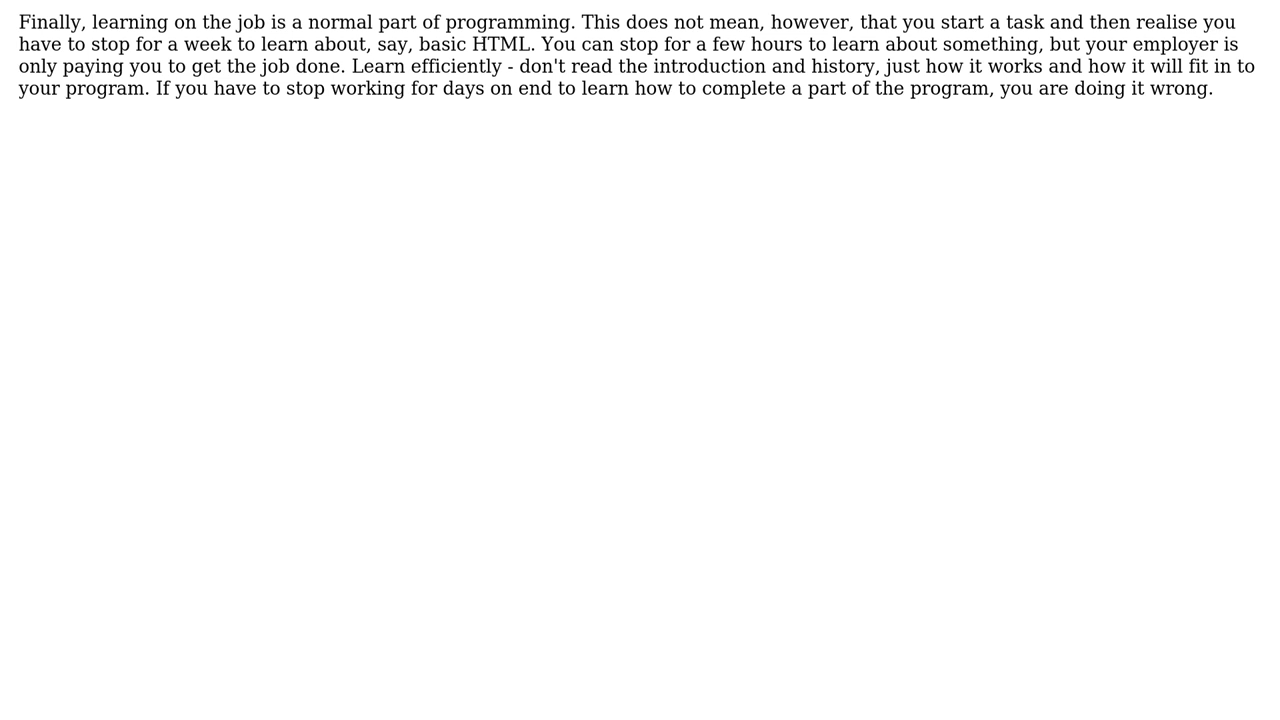 Finally, learning on the job is a normal part of programming. This does not mean, however, that you start a task and then realise you
have to stop for a week to learn about, say, basic HTML. You can stop for a few hours to learn about something, but your employer is
only paying you to get the job done. Learn efficiently - don't read the introduction and history, just how it works and how it will fit in to
your program. If you have to stop working for days on end to learn how to complete a part of the program, you are doing it wrong.